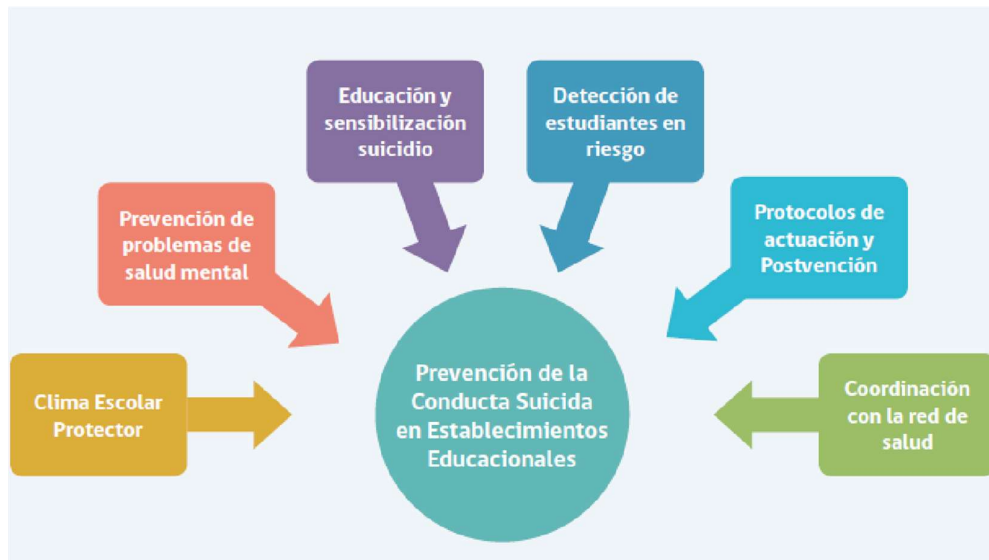 Educación y
sensibilización
suicidio
Detección de
estudiantes en
riesgo
Prevención de
problemas de
salud mental
Protocolos de
actuación y
Postvención
Clima Escolar
Protector
Prevención de la
Conducta Suicida
en Establecimientos
Educacionales
Coordinación
con la red de
salud